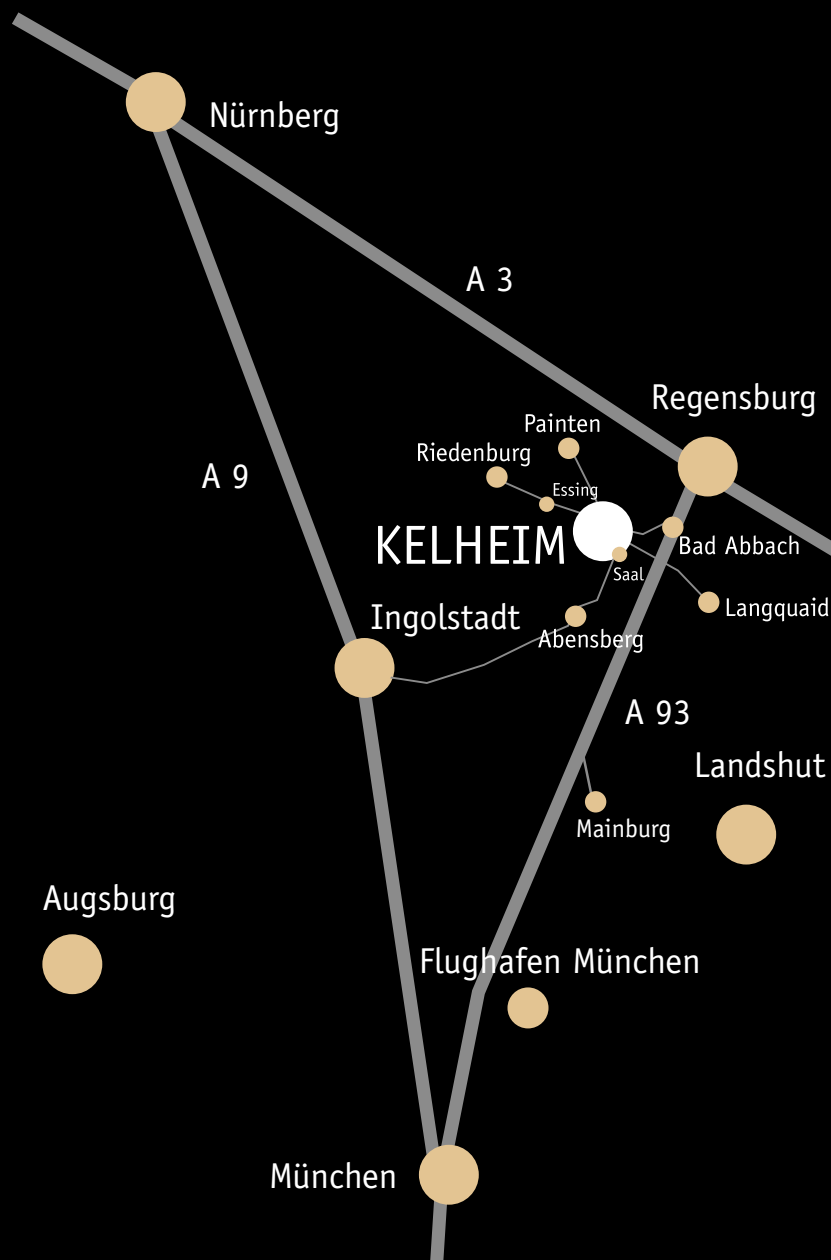 Nürnberg
A 3
Regensburg
Painten
Riedenburg
A 9
Essing
KELHEIM
Bad Abbach
Saal
Langquaid
Ingolstadt
Abensberg
A 93
Landshut
Mainburg
Augsburg
Flughafen München
München